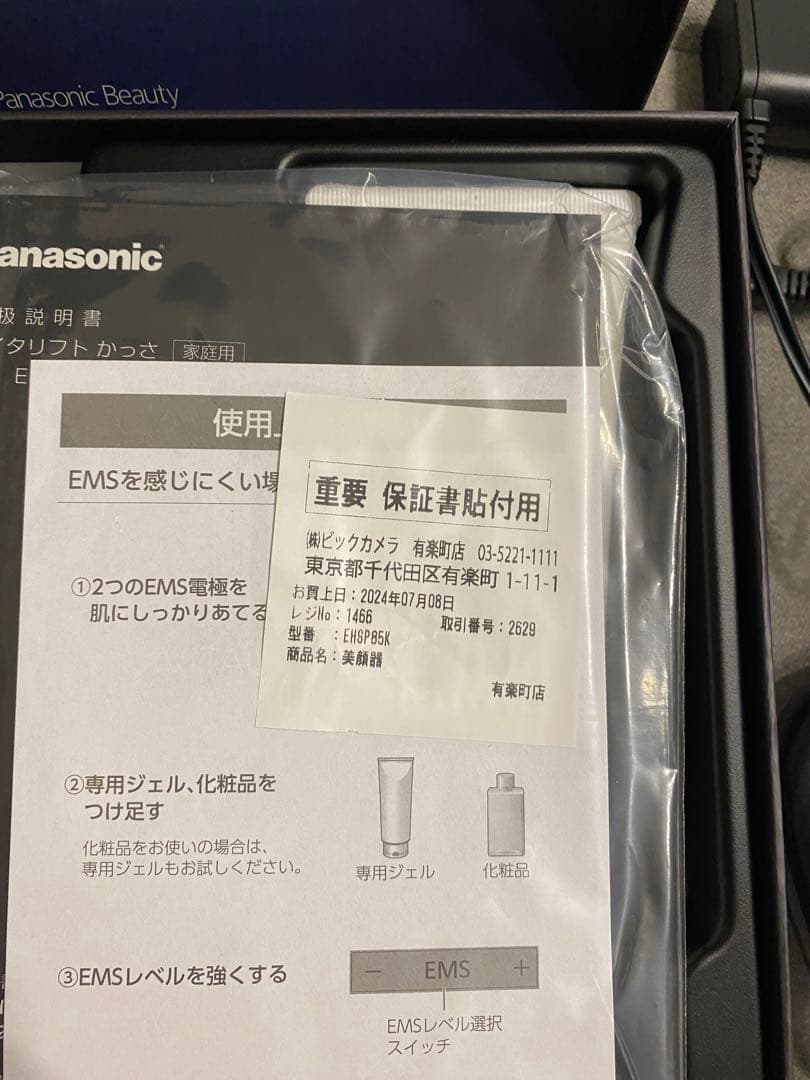 Panasonic Beauty
anasonic
扱説明書
イタリフト かっさ 家庭用
E
使用上
EMSを感じにくい場
①2つのEMS電極を
肌にしっかりあてる
重要 保証書貼付用
㈱ビックカメラ 有楽町店 03-5221-1111
東京都千代田区有楽町 1-11-1
お買上日：2024年07月08日
レジNo：1466 取引番号：2629
型番 ：EHSP85K
商品名：美顔器
有楽町店
②専用ジェル、化粧品を
つけ足す
化粧品をお使いの場合は、
専用ジェルもお試しください。
専用ジェル
化粧品
③EMSレベルを強くする
− EMS +
EMSレベル選択
スイッチ